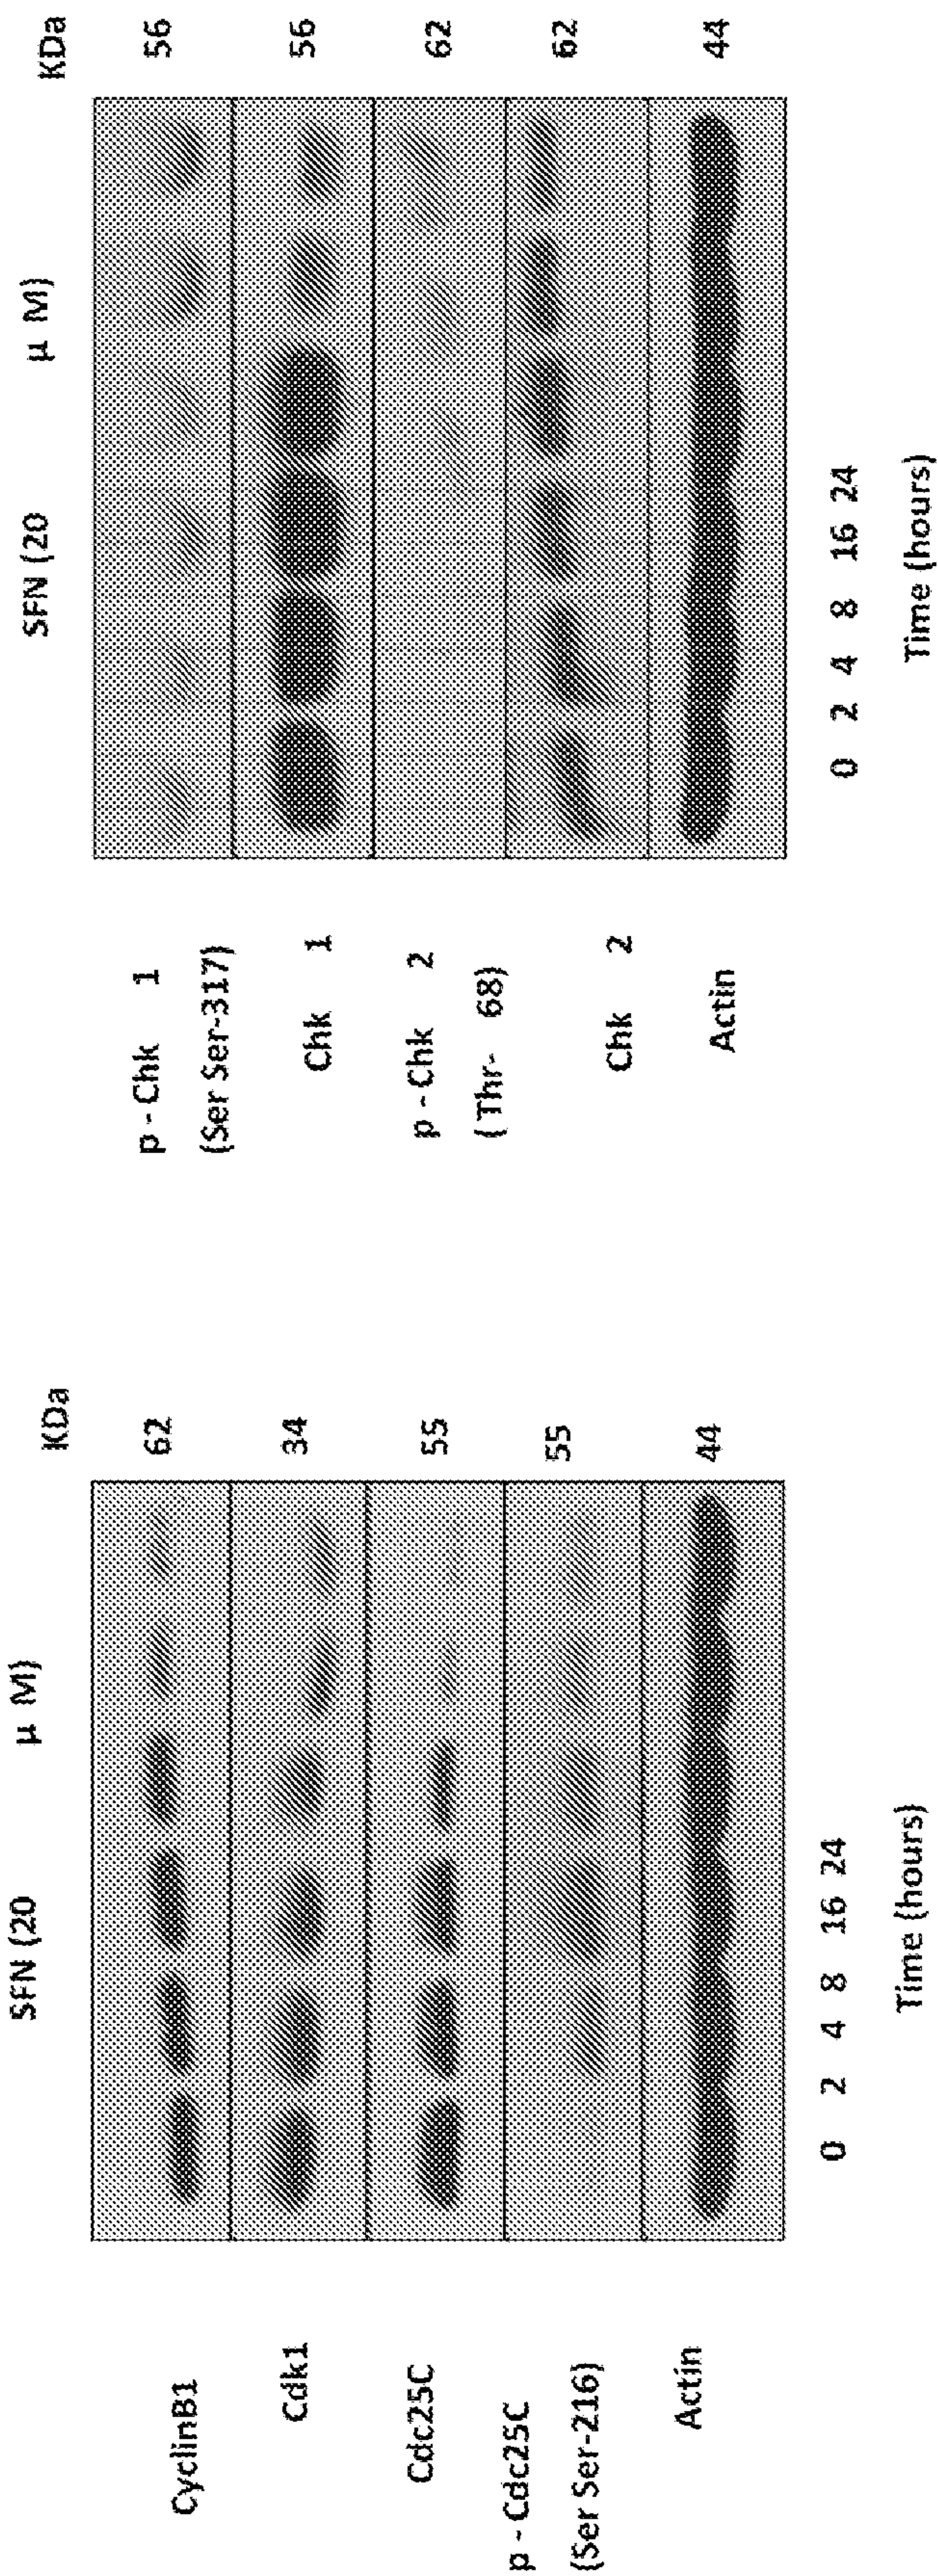 SFN (20 μ M) KDa
CyclinB1 62
Cdk1 34
Cdc25C 55
p - Cdc25C 55
(Ser Ser-216)
Actin 44
0 2 4 8 16 24
Time (hours)
SFN (20 μ M) KDa
p - Chk 1 56
(Ser Ser-317)
Chk 1 56
p - Chk 2 62
( Thr- 68)
Chk 2 62
Actin 44
0 2 4 8 16 24
Time (hours)